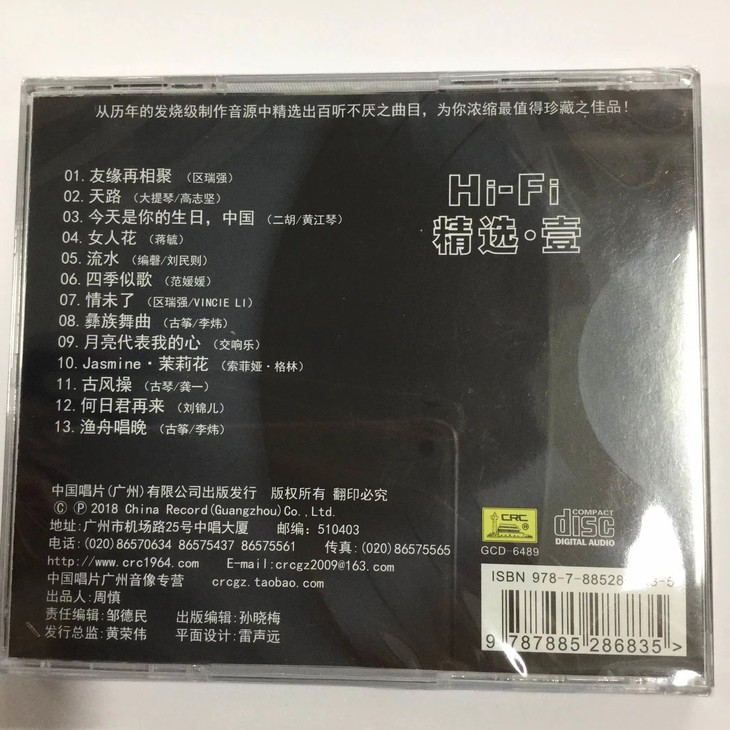 从历年的发烧级制作音源中精选出百听不厌之曲目，为你浓缩最值得珍藏之佳品！
Hi-Fi
精选·壹
01.友缘再相聚（区瑞强）
02.天路（大提琴/高志坚）
03.今天是你的生日，中国（二胡/黄江琴）
04.女人花（蒋毓）
05.流水（编磬/刘民则）
06.四季似歌（范媛媛）
07.情未了（区瑞强/VINCIE LI）
08.彝族舞曲（古筝/李炜）
09.月亮代表我的心（交响乐）
10.Jasmine·茉莉花（索菲娅·格林）
11.古风操（古琴/龚一）
12.何日君再来（刘锦儿）
13.渔舟唱晚（古筝/李炜）
中国唱片(广州)有限公司出版发行 版权所有 翻印必究
Ⓒ Ⓟ 2018 China Record(Guangzhou)Co.,Ltd.
地址:广州市机场路25号中唱大厦 邮编: 510403
电话:(020)86570634 86575437 86575561 传真:(020)86575565
http://www.crc1964.com E-mail:crcgz2009@163.com
中国唱片广州音像专营 crcgz.taobao.com
出品人: 周慎
责任编辑: 邹德民 出版编辑: 孙晓梅
发行总监: 黄荣伟 平面设计: 雷声远
CRC
®
GCD-6489
COMPACT
disc
DIGITAL AUDIO
ISBN 978-7-88528
9 787885 286835 >